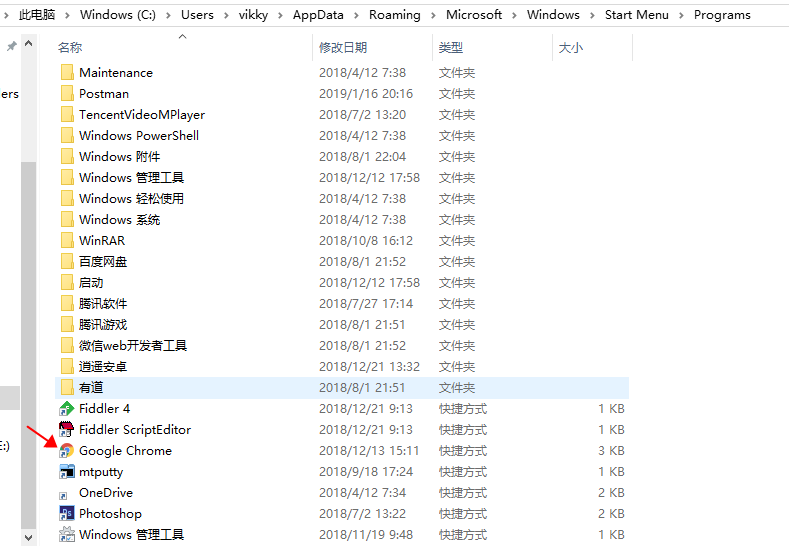 此电脑 > Windows (C:) > Users > vikky > AppData > Roaming > Microsoft > Windows > Start Menu > Programs
名称 修改日期 类型 大小
Maintenance 2018/4/12 7:38 文件夹
ers Postman 2019/1/16 20:16 文件夹
TencentVideoMPlayer 2018/7/2 13:20 文件夹
Windows PowerShell 2018/4/12 7:38 文件夹
Windows 附件 2018/8/1 22:04 文件夹
Windows 管理工具 2018/12/12 17:58 文件夹
Windows 轻松使用 2018/4/12 7:38 文件夹
Windows 系统 2018/4/12 7:38 文件夹
WinRAR 2018/10/8 16:12 文件夹
百度网盘 2018/8/1 21:52 文件夹
启动 2018/12/12 17:58 文件夹
腾讯软件 2018/7/27 17:14 文件夹
腾讯游戏 2018/8/1 21:51 文件夹
微信web开发者工具 2018/8/1 21:52 文件夹
逍遥安卓 2018/12/21 13:32 文件夹
有道 2018/8/1 21:51 文件夹
Fiddler 4 2018/12/21 9:13 快捷方式 1 KB
Fiddler ScriptEditor 2018/12/21 9:13 快捷方式 1 KB
E:) Google Chrome 2018/12/13 15:11 快捷方式 3 KB
mtputty 2018/9/18 17:24 快捷方式 1 KB
OneDrive 2018/4/12 7:34 快捷方式 2 KB
Photoshop 2018/7/2 13:22 快捷方式 2 KB
Windows 管理工具 2018/11/19 9:48 快捷方式 1 KB